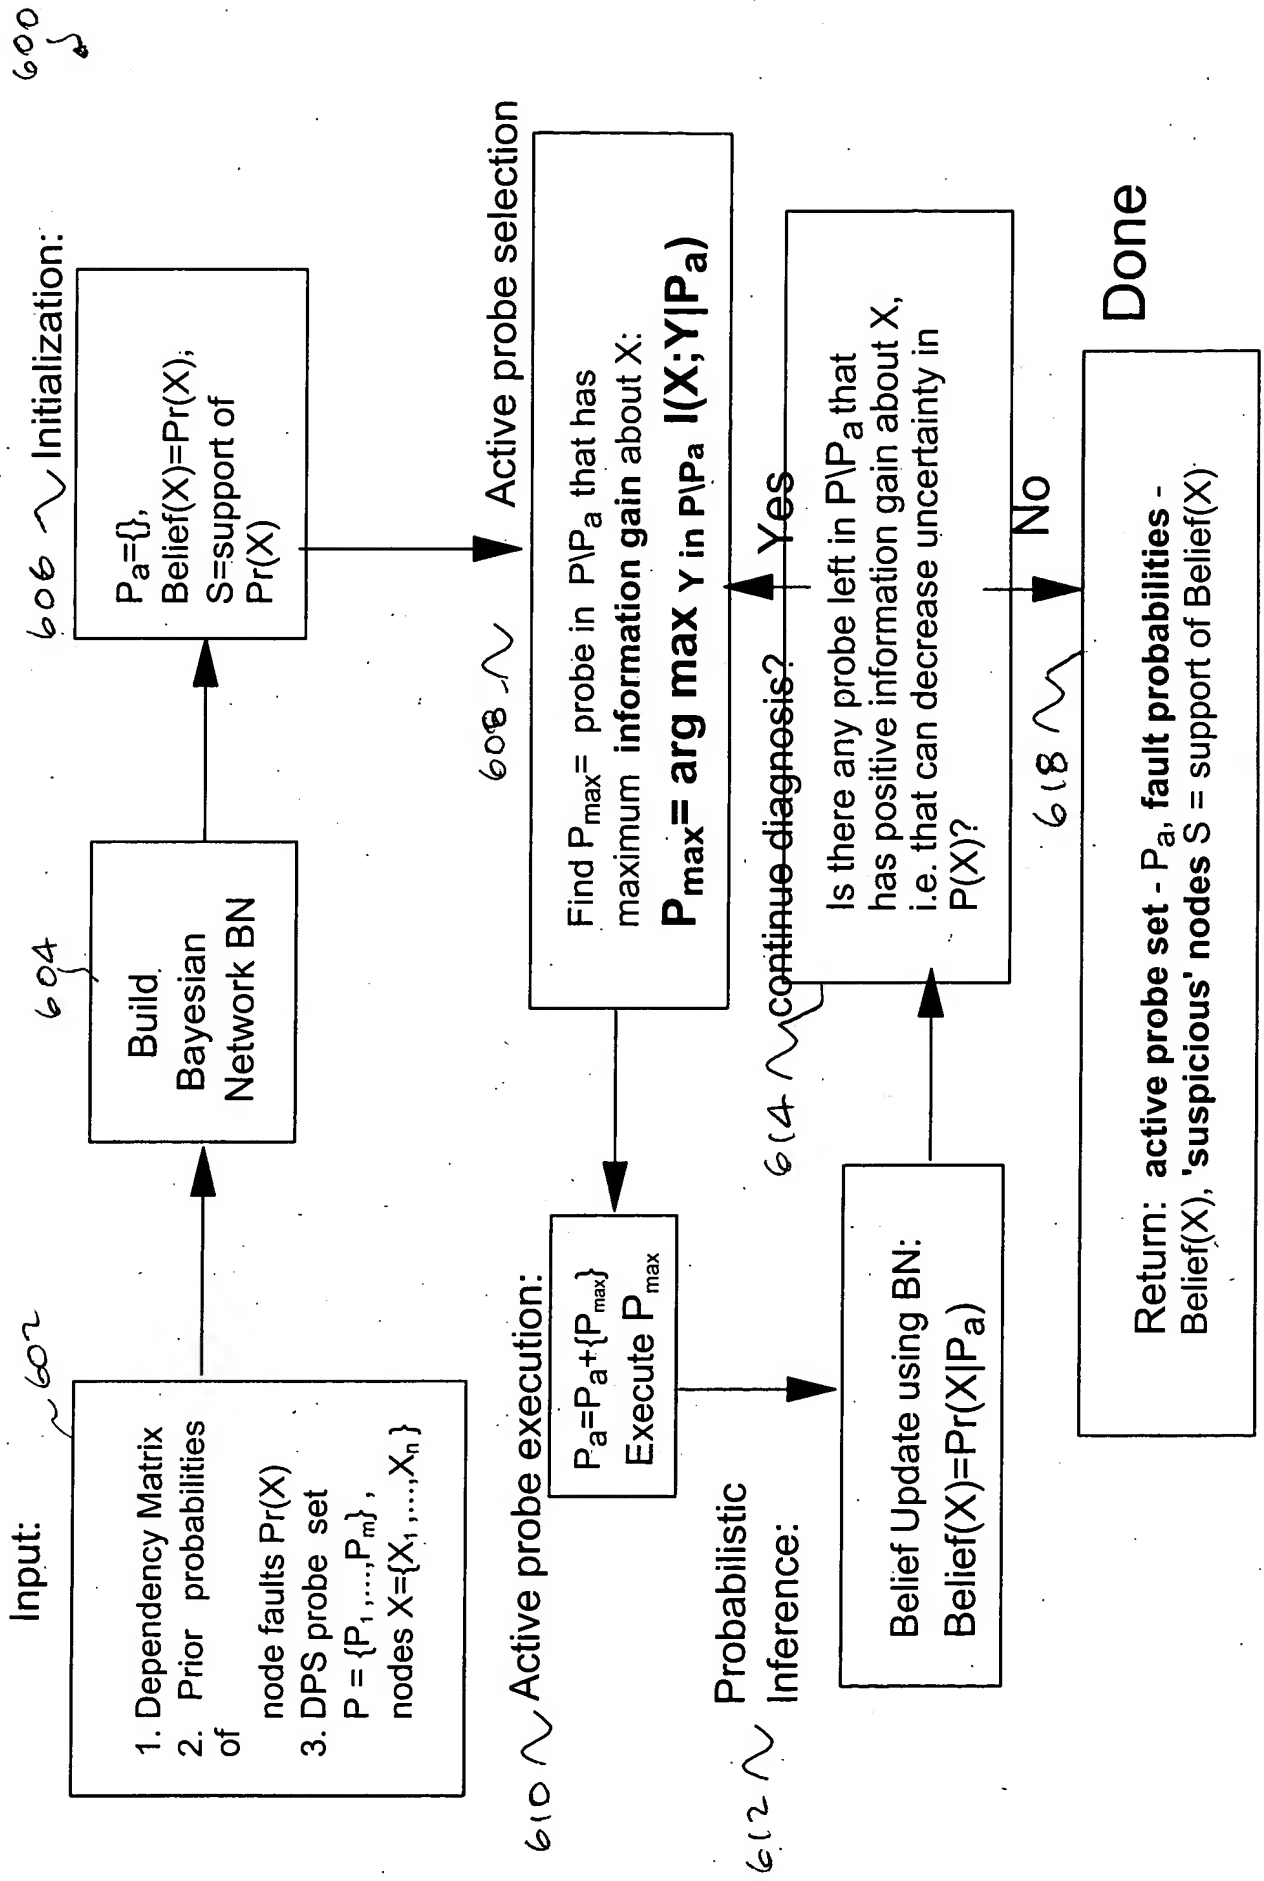 600
Input:
602
1. Dependency Matrix
2. Prior probabilities
of
node faults Pr(X)
3. DPS probe set
P = {P1,...,Pm},
nodes X={X1,...,Xn}
604
Build
Bayesian
Network BN
606 Initialization:
Pa={},
Belief(X)=Pr(X),
S=support of
Pr(X)
608 Active probe selection
Find Pmax= probe in P\Pa that has
maximum information gain about X:
Pmax= arg max Y in P\Pa I(X;Y|Pa)
610 Active probe execution:
Pa=Pa+{Pmax}
Execute Pmax
612 Probabilistic
Inference:
Belief Update using BN:
Belief(X)=Pr(X|Pa)
614 continue diagnosis? Yes
Is there any probe left in P\Pa that
has positive information gain about X,
i.e. that can decrease uncertainty in
P(X)?
No
618
Done
Return: active probe set - Pa, fault probabilities -
Belief(X), 'suspicious' nodes S = support of Belief(X)